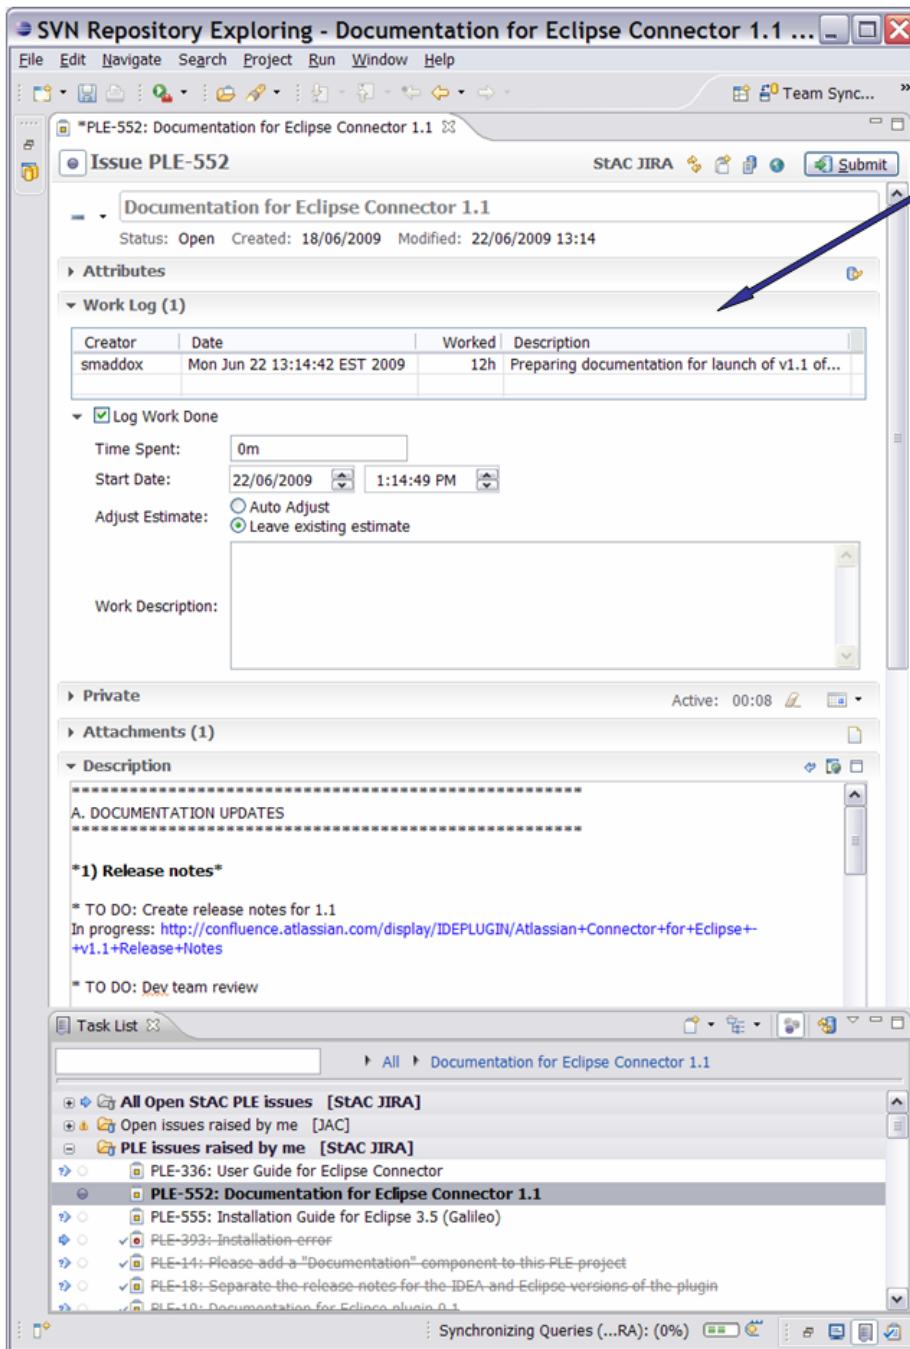 SVN Repository Exploring - Documentation for Eclipse Connector 1.1 ...
File Edit Navigate Search Project Run Window Help
Team Sync... »
*PLE-552: Documentation for Eclipse Connector 1.1
Issue PLE-552 StAC JIRA Submit
Documentation for Eclipse Connector 1.1
Status: Open Created: 18/06/2009 Modified: 22/06/2009 13:14
Attributes
Work Log (1)
Creator Date Worked Description
smaddox Mon Jun 22 13:14:42 EST 2009 12h Preparing documentation for launch of v1.1 of...
Log Work Done
Time Spent: 0m
Start Date: 22/06/2009 1:14:49 PM
Adjust Estimate: Auto Adjust
Leave existing estimate
Work Description:
Private Active: 00:08
Attachments (1)
Description
****************************************************
A. DOCUMENTATION UPDATES
****************************************************
*1) Release notes*
* TO DO: Create release notes for 1.1
In progress: http://confluence.atlassian.com/display/IDEPLUGIN/Atlassian+Connector+for+Eclipse+-
+v1.1+Release+Notes
* TO DO: Dev team review
Task List
All Documentation for Eclipse Connector 1.1
All Open StAC PLE issues [StAC JIRA]
Open issues raised by me [JAC]
PLE issues raised by me [StAC JIRA]
PLE-336: User Guide for Eclipse Connector
PLE-552: Documentation for Eclipse Connector 1.1
PLE-555: Installation Guide for Eclipse 3.5 (Galileo)
PLE-393: Installation error
PLE-14: Please add a "Documentation" component to this PLE project
PLE-18: Separate the release notes for the IDEA and Eclipse versions of the plugin
PLE-19: Documentation for Eclipse plugin 0.1
Synchronizing Queries (...RA): (0%)